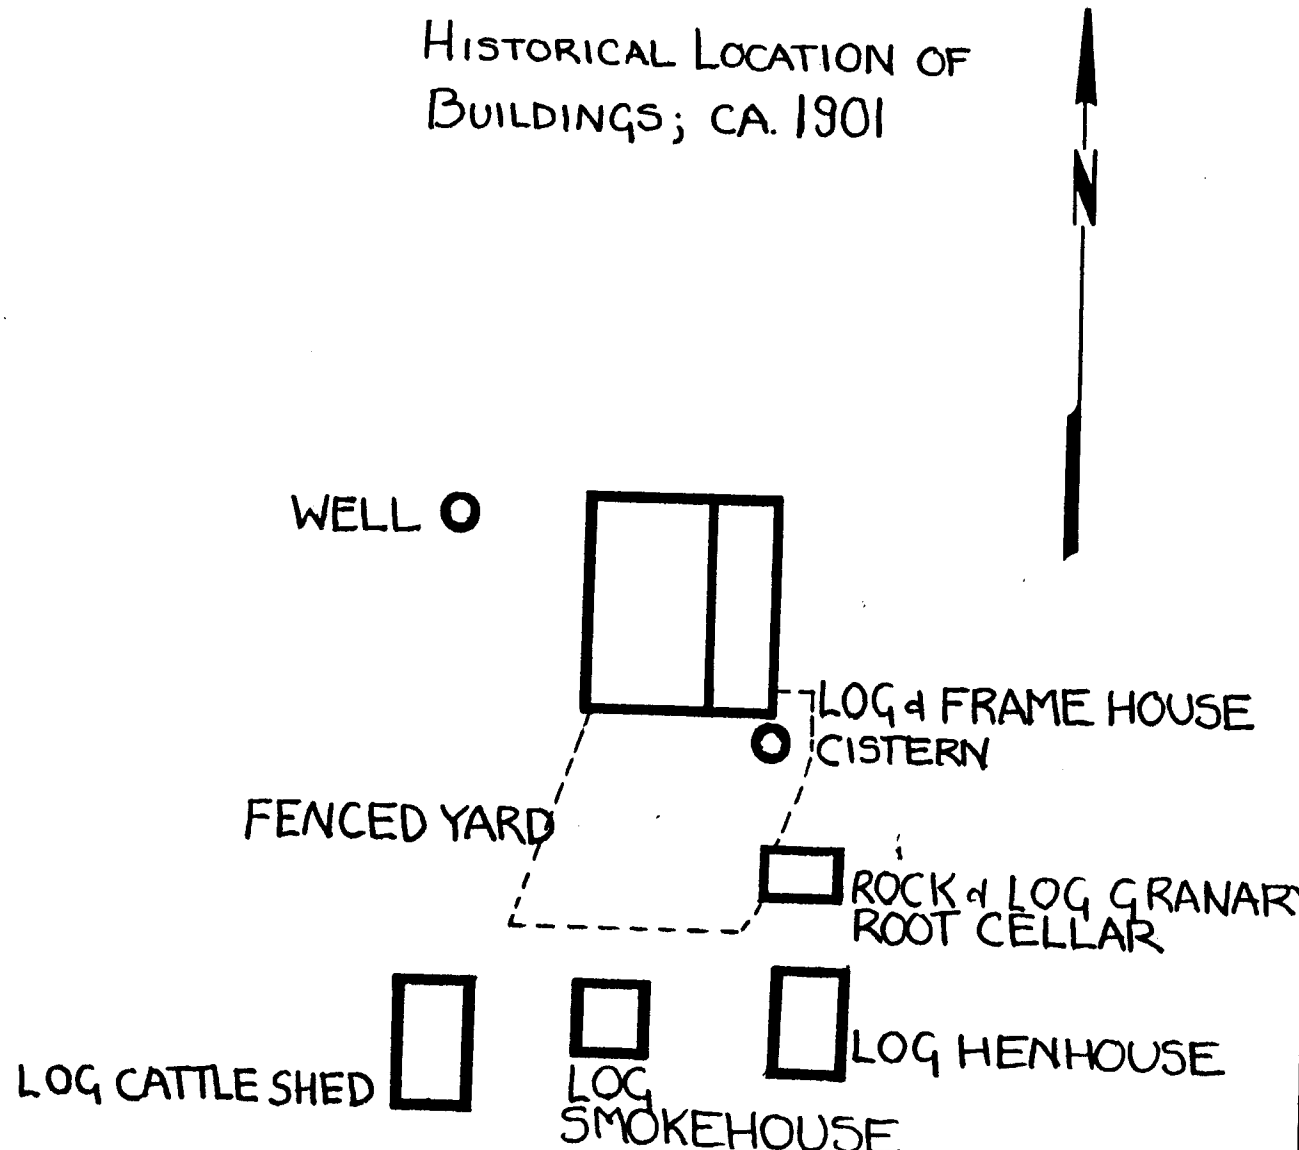 HISTORICAL LOCATION OF
BUILDINGS; CA. 1901
N
WELL
LOG & FRAME HOUSE
CISTERN
FENCED YARD
ROCK & LOG GRANAR
ROOT CELLAR
LOG HENHOUSE
LOG CATTLE SHED
LOG
SMOKEHOUSE